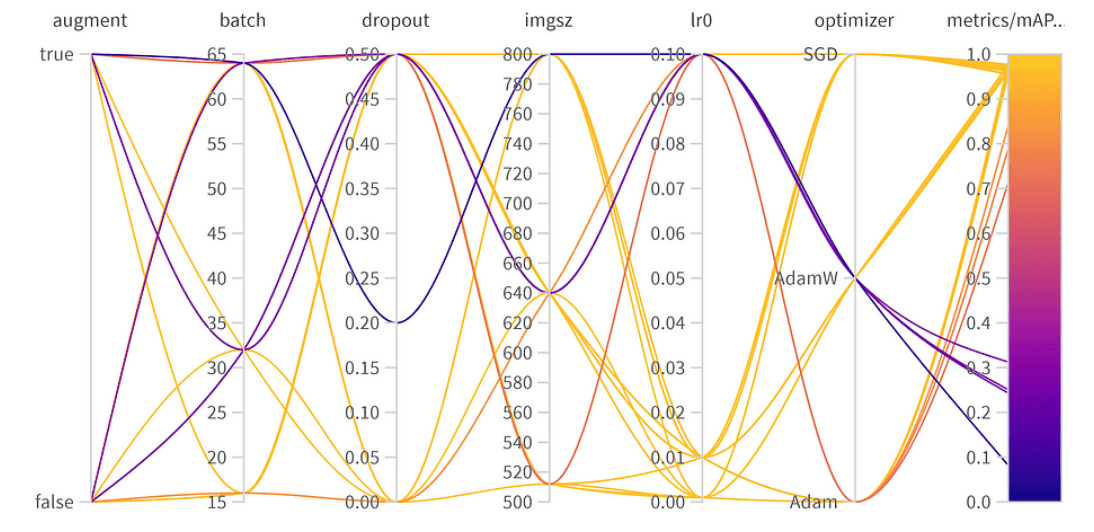 augment batch dropout imgsz lr0 optimizer metrics/mAP...
true 65 0.50 800 0.10 SGD 1.0
780
60 0.45 760 0.09 0.9
55 0.40 740 0.08 0.8
720
50 0.35 700 0.07 0.7
45 0.30 680 0.06 0.6
660
40 0.25 640 0.05 AdamW 0.5
35 0.20 620 0.04 0.4
600
30 0.15 580 0.03 0.3
25 0.10 560 0.02 0.2
540
20 0.05 520 0.01 0.1
false 15 0.00 500 0.00 Adam 0.0